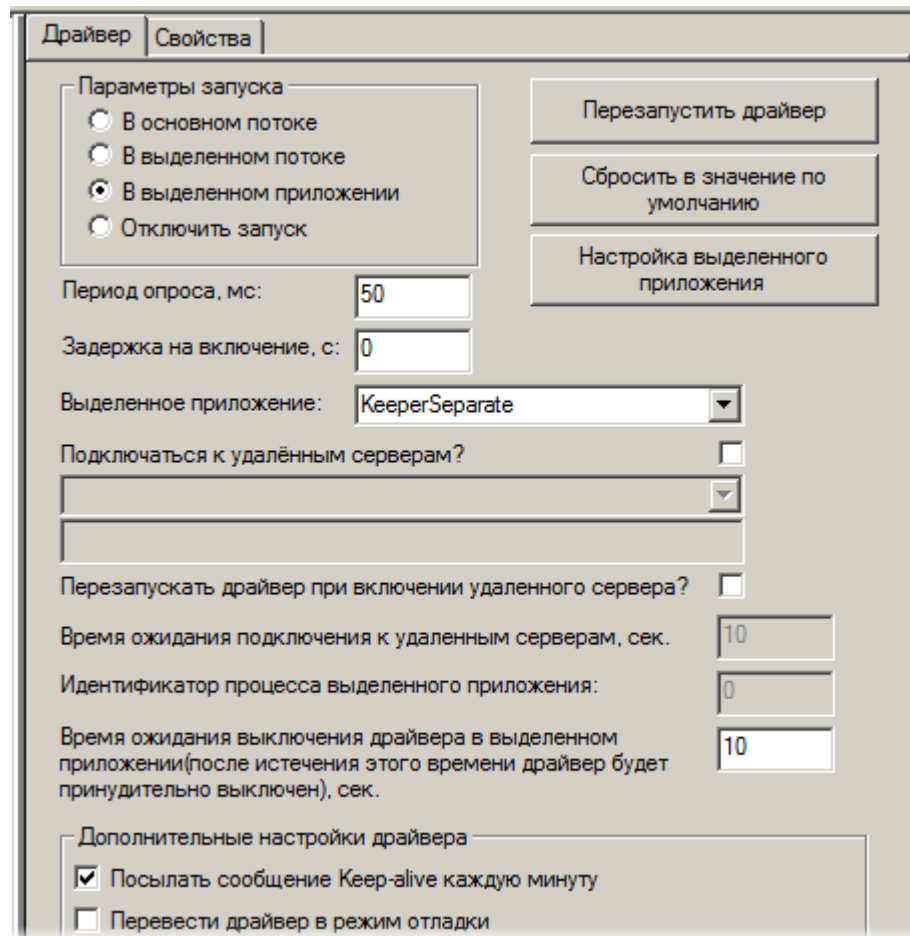 Драйвер
Свойства
Параметры запуска
В основном потоке
В выделенном потоке
В выделенном приложении
Отключить запуск
Перезапустить драйвер
Сбросить в значение по
умолчанию
Настройка выделенного
приложения
Период опроса, мс:
50
Задержка на включение, с:
0
Выделенное приложение:
KeeperSeparate
Подключаться к удалённым серверам?
Перезапускать драйвер при включении удаленного сервера?
Время ожидания подключения к удаленным серверам, сек.
10
Идентификатор процесса выделенного приложения:
0
Время ожидания выключения драйвера в выделенном
приложении(после истечения этого времени драйвер будет
принудительно выключен), сек.
10
Дополнительные настройки драйвера
Посылать сообщение Keep-alive каждую минуту
Перевести драйвер в режим отладки